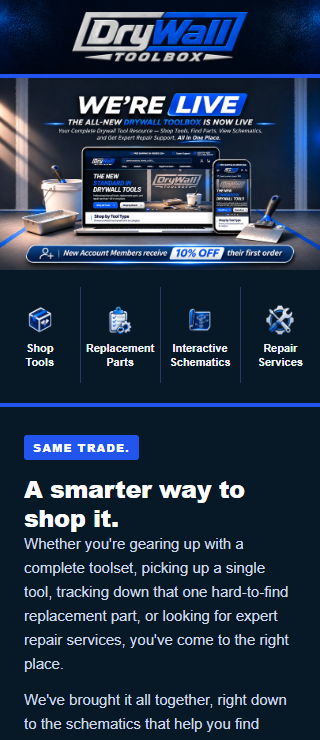 DryWall
TOOLBOX
WE'RE LIVE
THE ALL-NEW DRYWALL TOOLBOX IS NOW LIVE
Your Complete Drywall Tool Resource — Shop Tools, Find Parts, View Schematics,
and Get Expert Repair Support. All In One Place.
DryWall
THE NEW
STANDARD IN
DRYWALL TOOLS
DryWall
Shop by Tool Type
New Account Members receive 10% OFF their first order
Shop
Tools
Replacement
Parts
Interactive
Schematics
Repair
Services
SAME TRADE.
A smarter way to
shop it.
Whether you're gearing up with a
complete toolset, picking up a single
tool, tracking down that one hard-to-find
replacement part, or looking for expert
repair services, you've come to the right
place.
We've brought it all together, right down
to the schematics that help you find